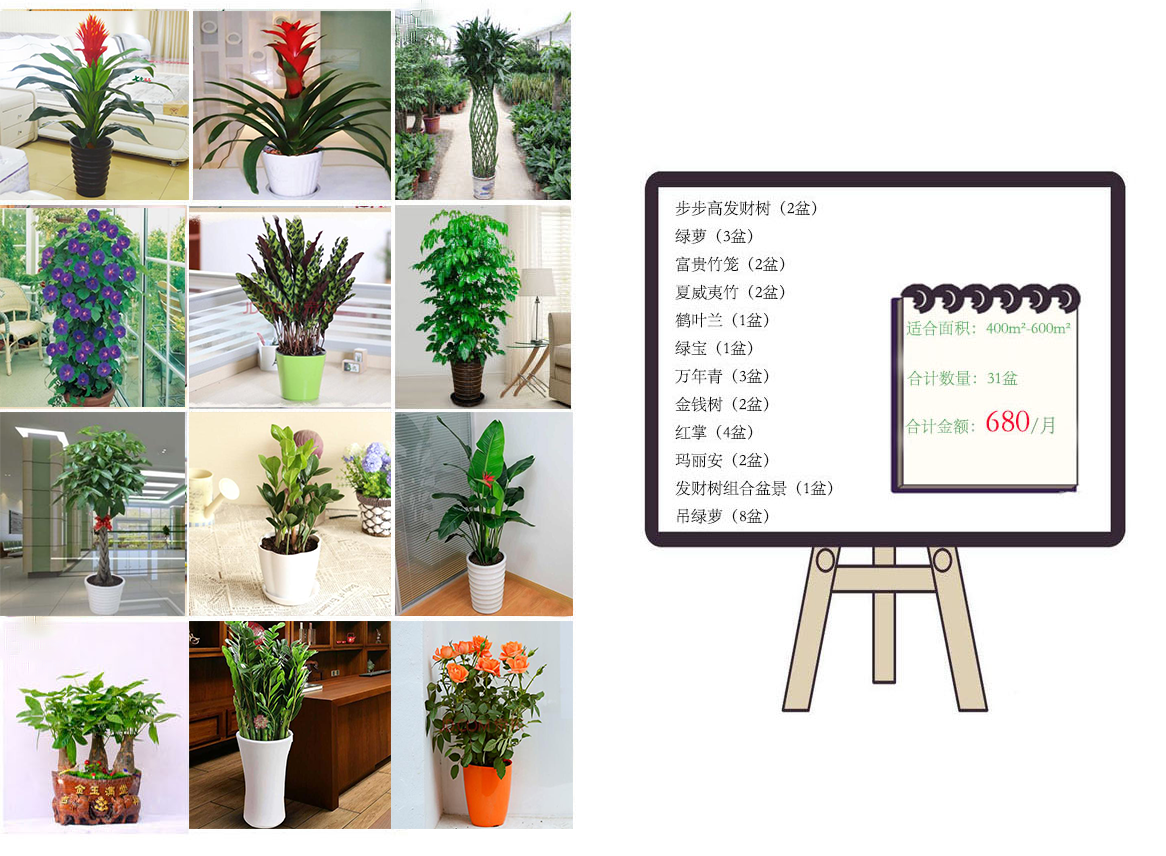 步步高发财树（2盆）
绿萝（3盆）
富贵竹笼（2盆）
夏威夷竹（2盆）
鹤叶兰（1盆）
绿宝（1盆）
万年青（3盆）
金钱树（2盆）
红掌（4盆）
玛丽安（2盆）
发财树组合盆景（1盆）
吊绿萝（8盆）
适合面积：400m²-600m²
合计数量：31盆
合计金额：680/月
金玉满堂